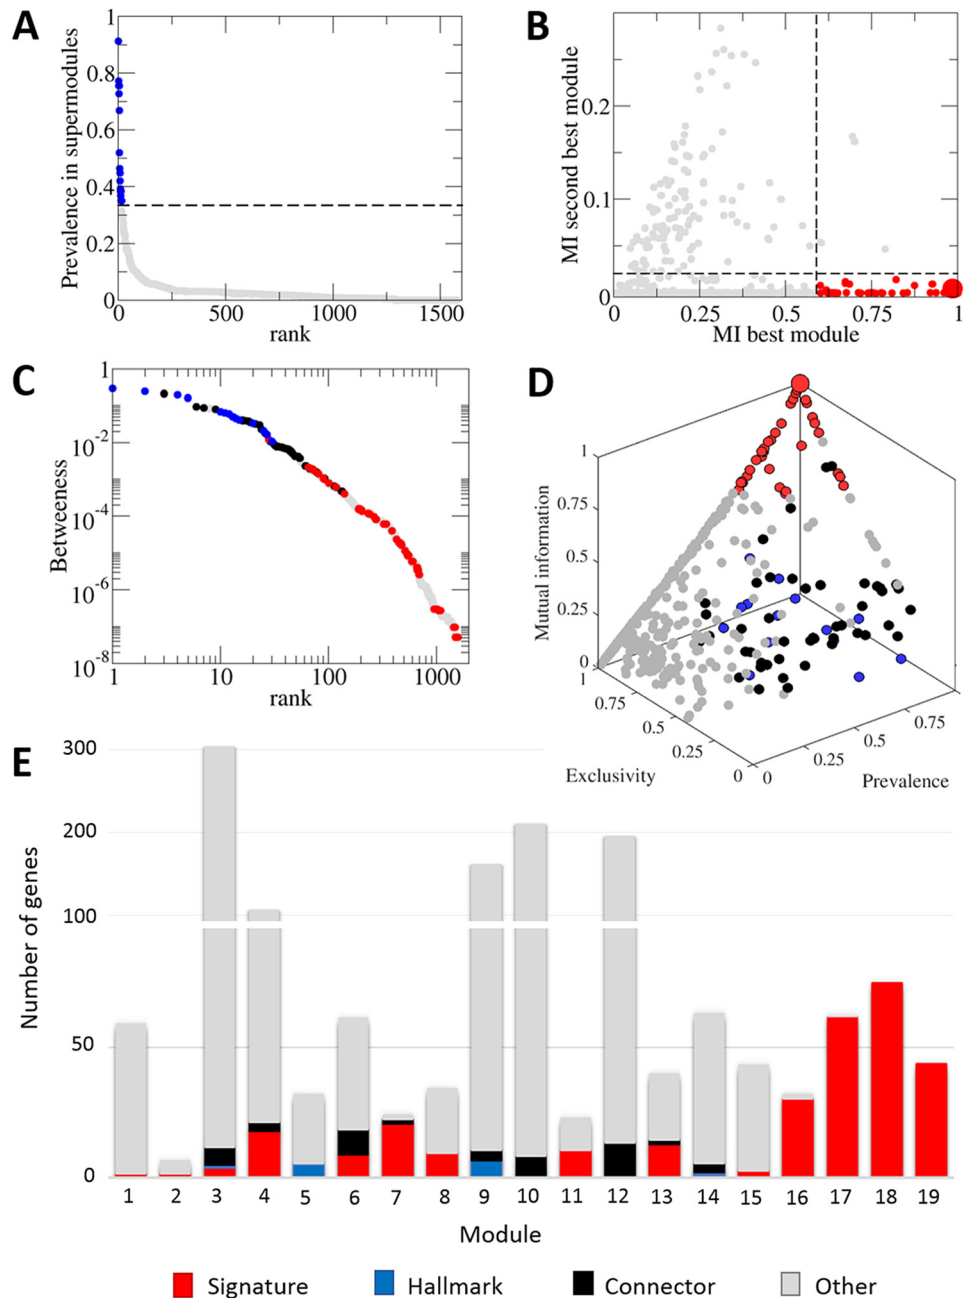 A
Prevalence in supermodules
1
0.8
0.6
0.4
0.2
0
0
500
1000
1500
rank
B
MI second best module
0.2
0.1
0
0
0.25
0.5
0.75
1
MI best module
C
Betweeness
1
10-2
10-4
10-6
10-8
1
10
100
1000
rank
D
Mutual information
1
0.75
0.5
0.25
0
1
0.75
0.5
0.25
0
Exclusivity
0
0.25
0.5
0.75
Prevalence
E
Number of genes
300
200
100
50
0
1 2 3 4 5 6 7 8 9 10 11 12 13 14 15 16 17 18 19
Module
Signature Hallmark Connector Other